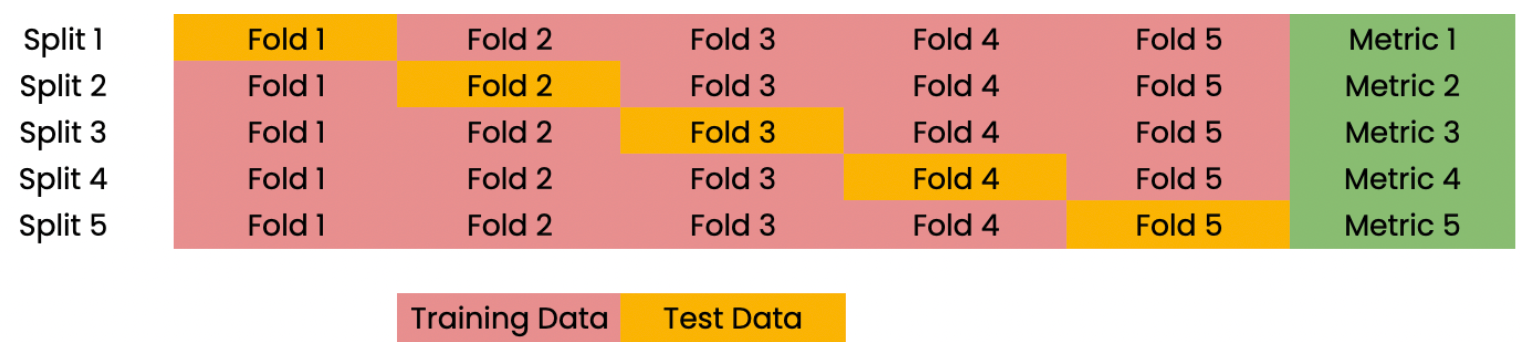 Split 1 Fold 1 Fold 2 Fold 3 Fold 4 Fold 5 Metric 1
Split 2 Fold 1 Fold 2 Fold 3 Fold 4 Fold 5 Metric 2
Split 3 Fold 1 Fold 2 Fold 3 Fold 4 Fold 5 Metric 3
Split 4 Fold 1 Fold 2 Fold 3 Fold 4 Fold 5 Metric 4
Split 5 Fold 1 Fold 2 Fold 3 Fold 4 Fold 5 Metric 5
Training Data Test Data